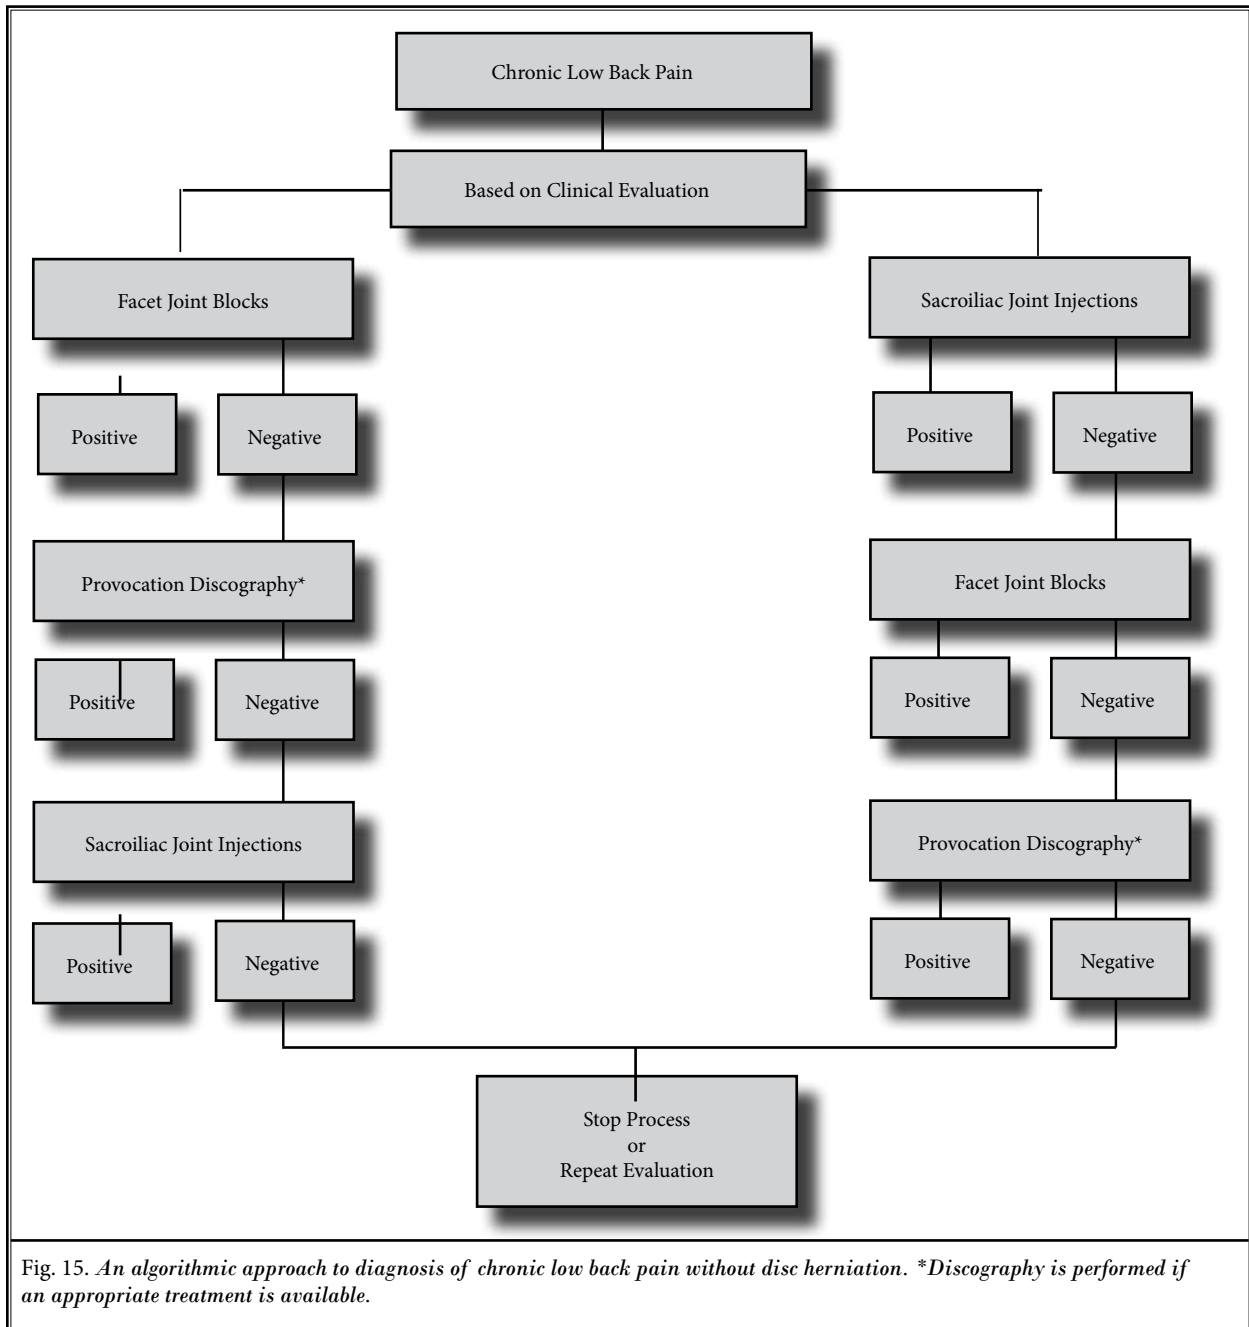 Chronic Low Back Pain
Based on Clinical Evaluation
Facet Joint Blocks
Sacroiliac Joint Injections
Positive
Negative
Positive
Negative
Provocation Discography*
Facet Joint Blocks
Positive
Negative
Positive
Negative
Sacroiliac Joint Injections
Provocation Discography*
Positive
Negative
Positive
Negative
Stop Process
or
Repeat Evaluation
Fig. 15. An algorithmic approach to diagnosis of chronic low back pain without disc herniation. *Discography is performed if
an appropriate treatment is available.